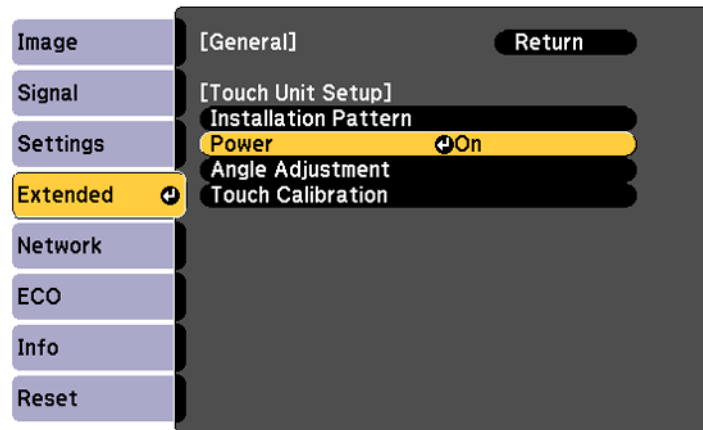 Image
Signal
Settings
Extended
Network
ECO
Info
Reset
[General] Return
[Touch Unit Setup]
Installation Pattern
Power On
Angle Adjustment
Touch Calibration